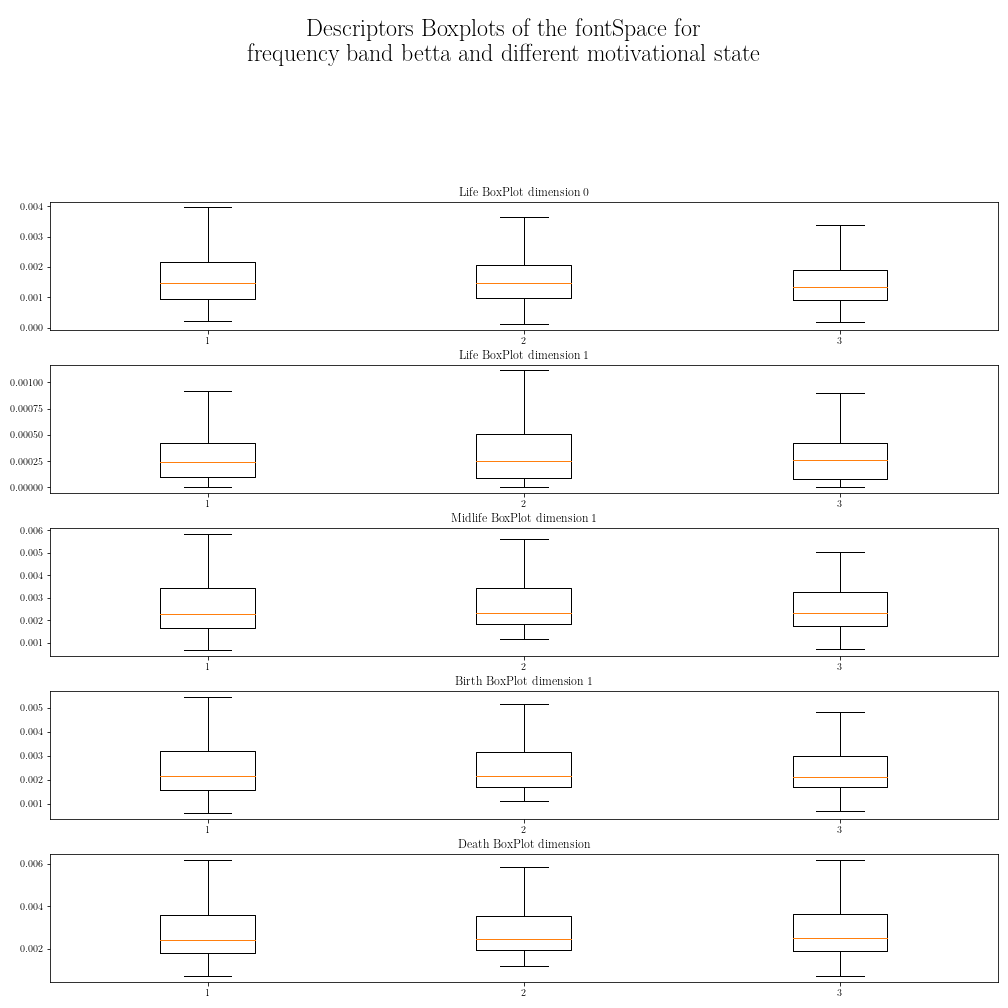 Descriptors Boxplots of the fontSpace for
frequency band betta and different motivational state
Life BoxPlot dimension 0
0.004
0.003
0.002
0.001
0.000
1 2 3
Life BoxPlot dimension 1
0.00100
0.00075
0.00050
0.00025
0.00000
1 2 3
Midlife BoxPlot dimension 1
0.006
0.005
0.004
0.003
0.002
0.001
1 2 3
Birth BoxPlot dimension 1
0.005
0.004
0.003
0.002
0.001
1 2 3
Death BoxPlot dimension
0.006
0.004
0.002
1 2 3